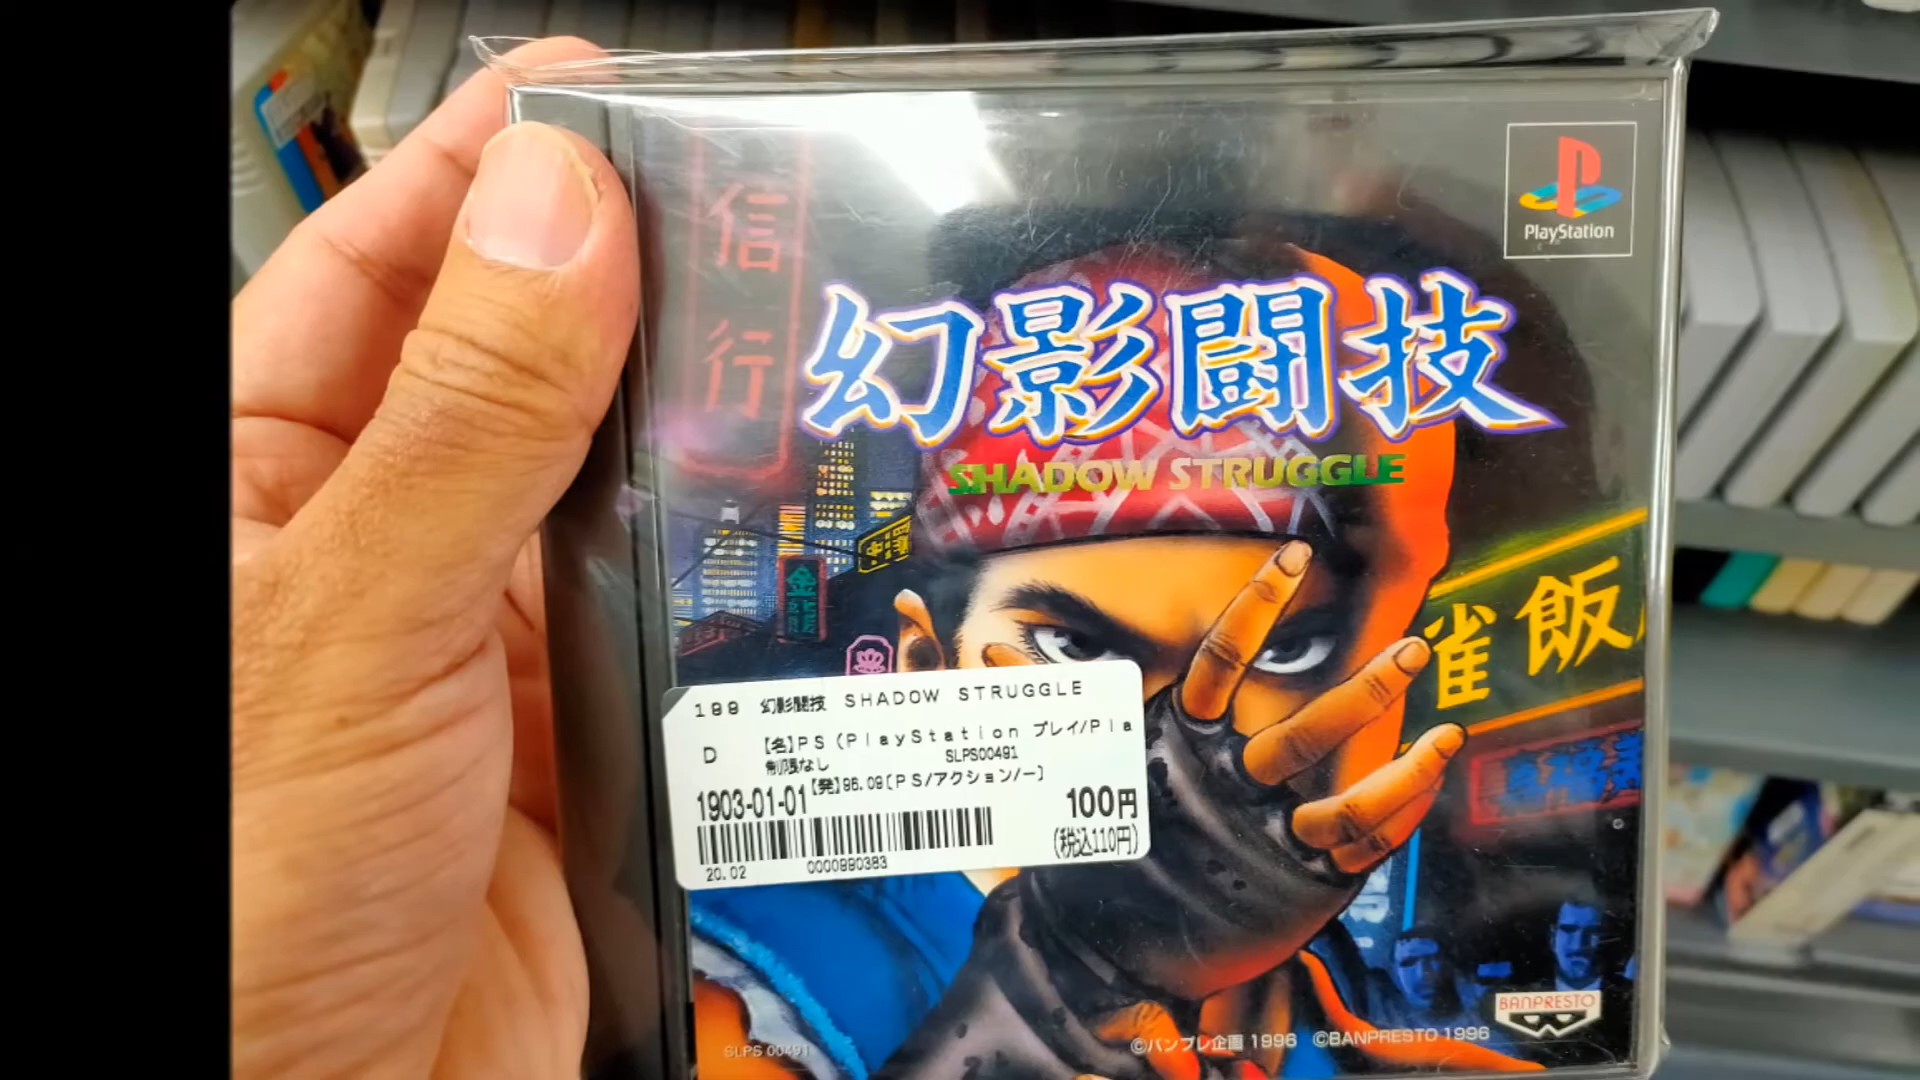 信行
PlayStation
幻影闘技
SHADOW STRUGGLE
金龍
雀飯
199 幻影闘技 SHADOW STRUGGLE
D 【名】PS(PlayStation プレイ/Pla
制限なし SLPS00491
1903-01-01 【発】96.09[PS/アクション/ー]
100円
(税込110円)
20.02 0000990383
BANPRESTO
SLPS 00491 ©バンプレ企画 1996 ©BANPRESTO 1996